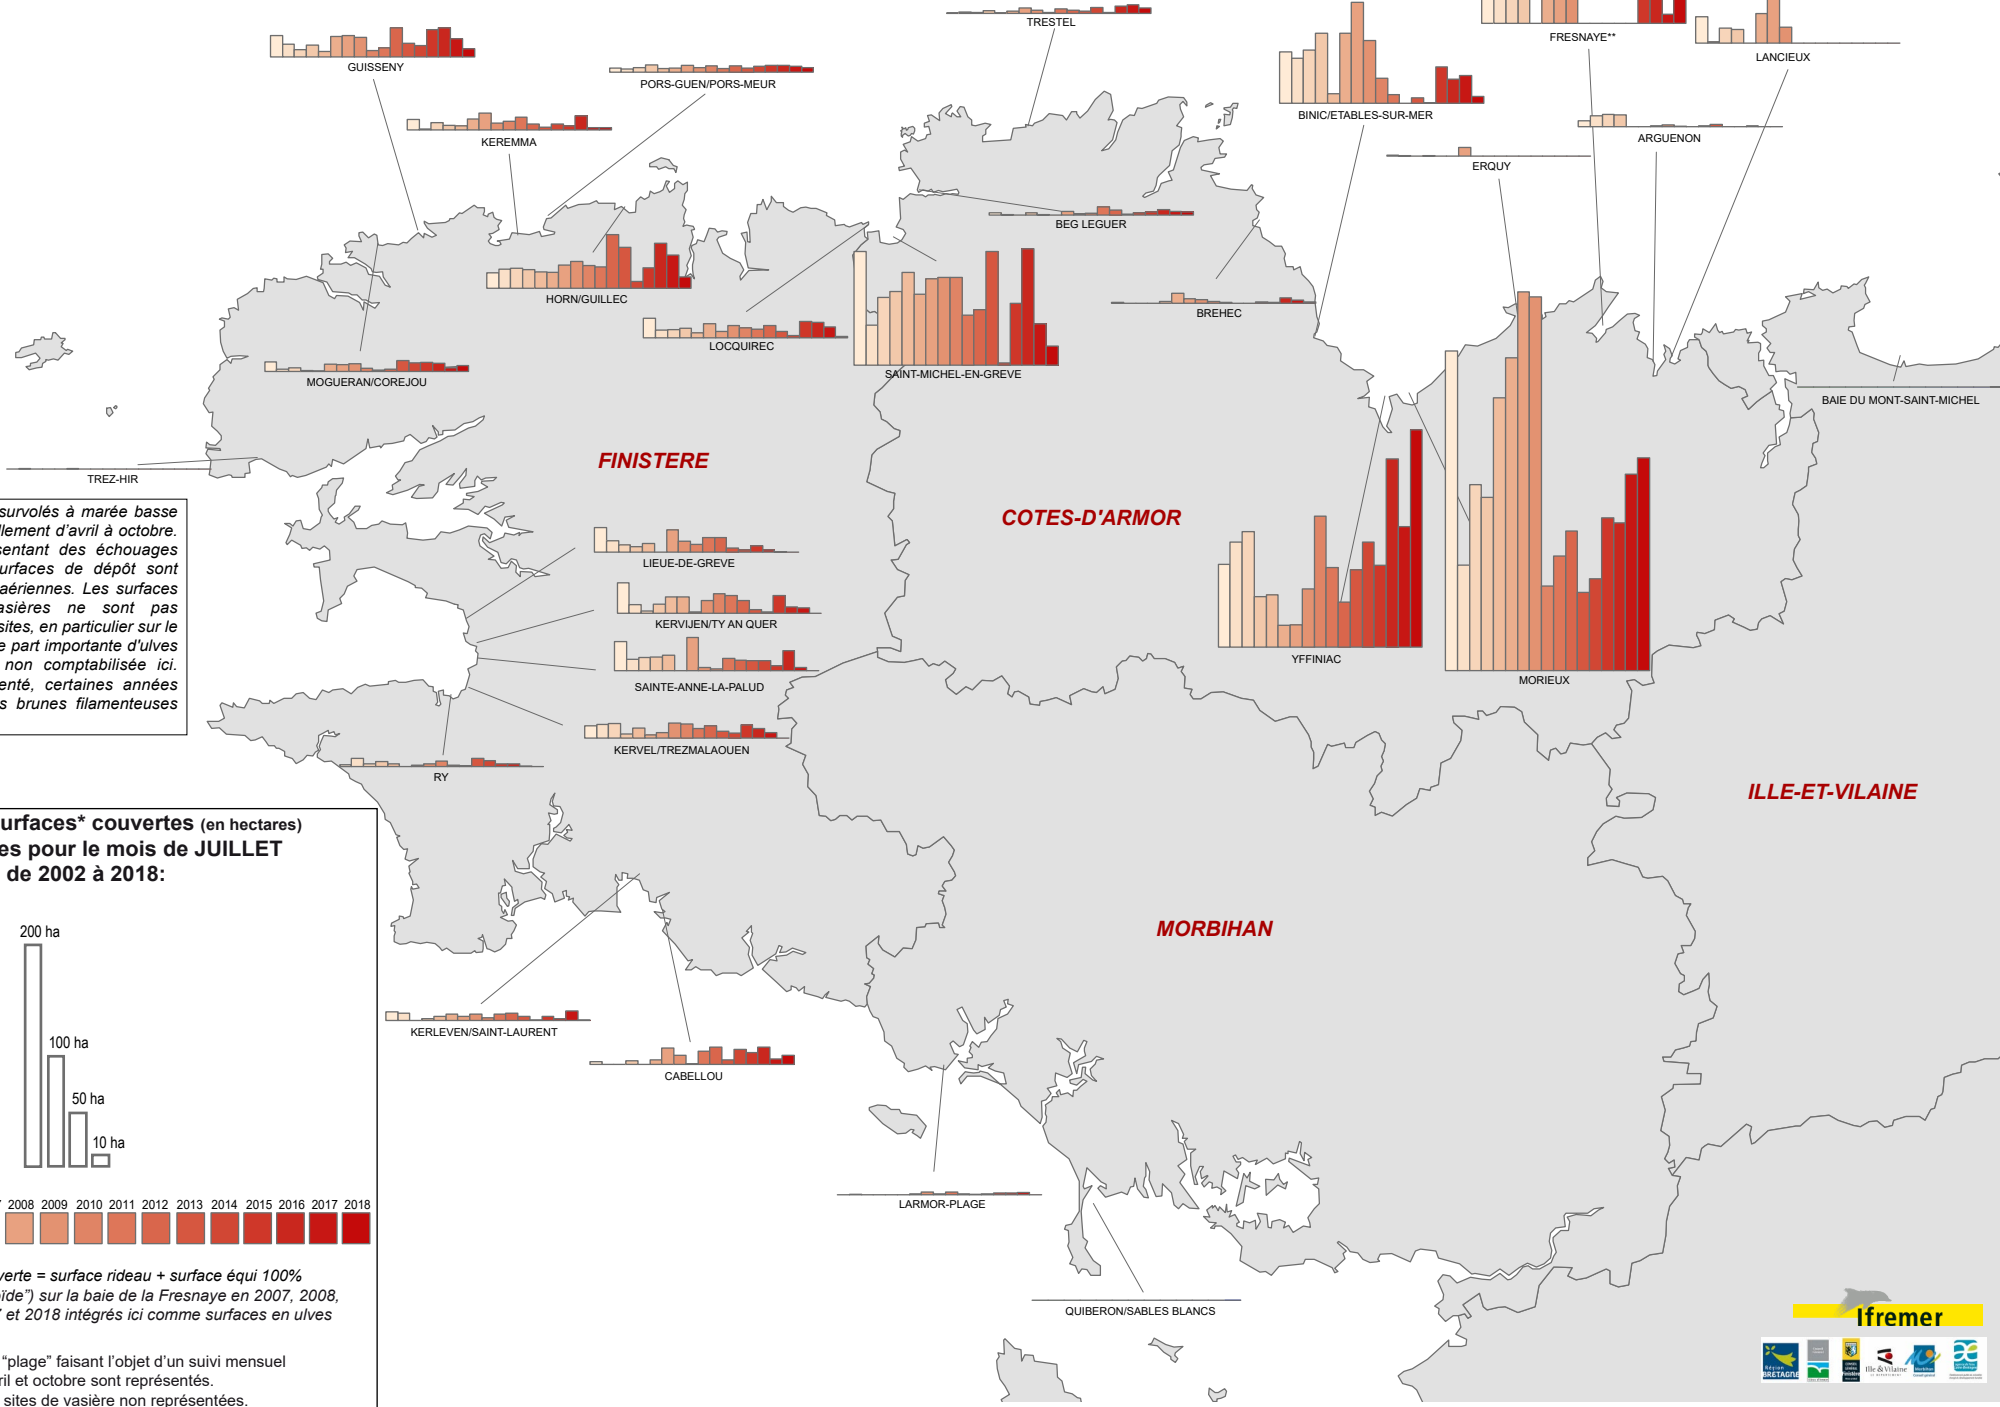 TRESTEL
FRESNAYE**
LANCIEUX
GUISSENY
PORS-GUEN/PORS-MEUR
BINIC/ETABLES-SUR-MER
KEREMMA
ARGUENON
ERQUY
BEG LEGUER
HORN/GUILLEC
BREHEC
LOCQUIREC
SAINT-MICHEL-EN-GREVE
MOGUERAN/COREJOU
BAIE DU MONT-SAINT-MICHEL
FINISTERE
TREZ-HIR
COTES-D'ARMOR
survolés à marée basse
llement d'avril à octobre.
sentant des échouages
urfaces de dépôt sont
aériennes. Les surfaces
asières ne sont pas
sites, en particulier sur le
e part importante d'ulves
non comptabilisée ici.
enté, certaines années
s brunes filamenteuses
LIEUE-DE-GREVE
KERVIJEN/TY AN QUER
YFFINIAC
MORIEUX
SAINTE-ANNE-LA-PALUD
KERVEL/TREZMALAOUEN
RY
ILLE-ET-VILAINE
urfaces* couvertes (en hectares)
es pour le mois de JUILLET
de 2002 à 2018:
MORBIHAN
200 ha
100 ha
50 ha
10 ha
KERLEVEN/SAINT-LAURENT
CABELLOU
LARMOR-PLAGE
2008 2009 2010 2011 2012 2013 2014 2015 2016 2017 2018
verte = surface rideau + surface équi 100%
oïde") sur la baie de la Fresnaye en 2007, 2008,
7 et 2018 intégrés ici comme surfaces en ulves
QUIBERON/SABLES BLANCS
"plage" faisant l'objet d'un suivi mensuel
ril et octobre sont représentés.
sites de vasière non représentées.
Ifremer
Région
BRETAGNE
Ille & Vilaine
Morbihan